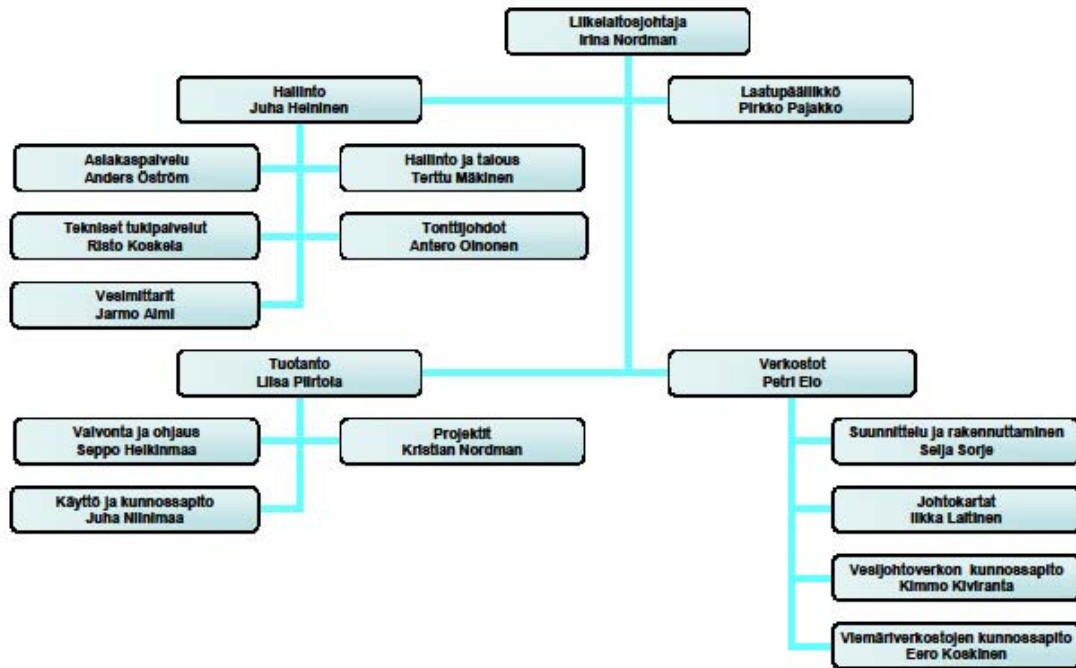 Liikelaitosjohtaja
Irina Nordman
Hallinto
Juha Heininen
Laatupäällikkö
Pirkko Pajakko
Asiakaspalvelu
Anders Öström
Hallinto ja talous
Terttu Mäkinen
Tekniset tukipalvelut
Risto Koskela
Tonttijohdot
Antero Oinonen
Vesimittarit
Jarmo Almi
Tuotanto
Liisa Piirtola
Verkostot
Petri Elo
Valvonta ja ohjaus
Seppo Heikinmaa
Projektit
Kristian Nordman
Suunnittelu ja rakennuttaminen
Seija Sorje
Käyttö ja kunnossapito
Juha Niinimaa
Johtokartat
Ilkka Laitinen
Vesijohtoverkon kunnossapito
Kimmo Kiviranta
Viemäriverkostojen kunnossapito
Eero Koskinen